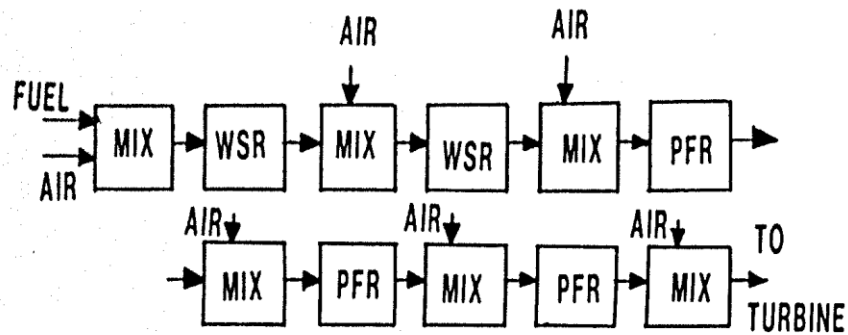 AIR AIR
FUEL
MIX WSR MIX WSR MIX PFR
AIR
AIR AIR AIR TO
MIX PFR MIX PFR MIX
TURBINE